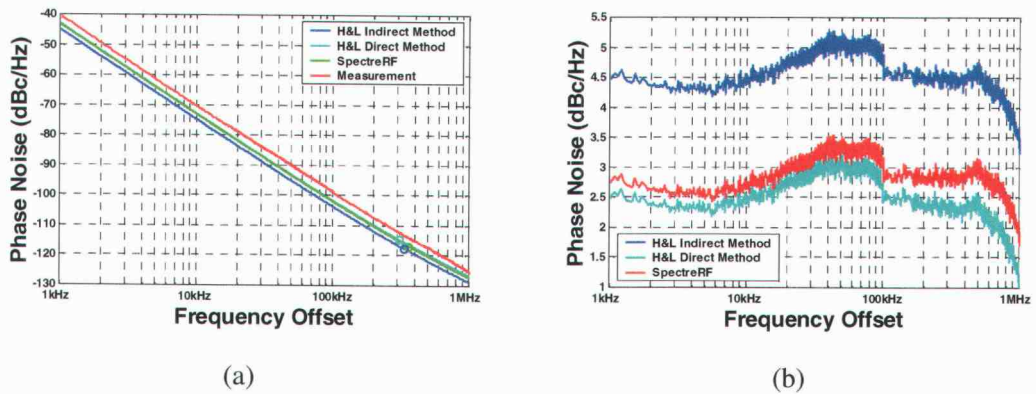 -40
-50
-60
-70
-80
-90
-100
-110
-120
-130
Phase Noise (dBc/Hz)
H&L Indirect Method
H&L Direct Method
SpectreRF
Measurement
1kHz
10kHz
100kHz
1MHz
Frequency Offset
(a)
5.5
5
4.5
4
3.5
3
2.5
2
1.5
1
Phase Noise (dBc/Hz)
H&L Indirect Method
H&L Direct Method
SpectreRF
1kHz
10kHz
100kHz
1MHz
Frequency Offset
(b)